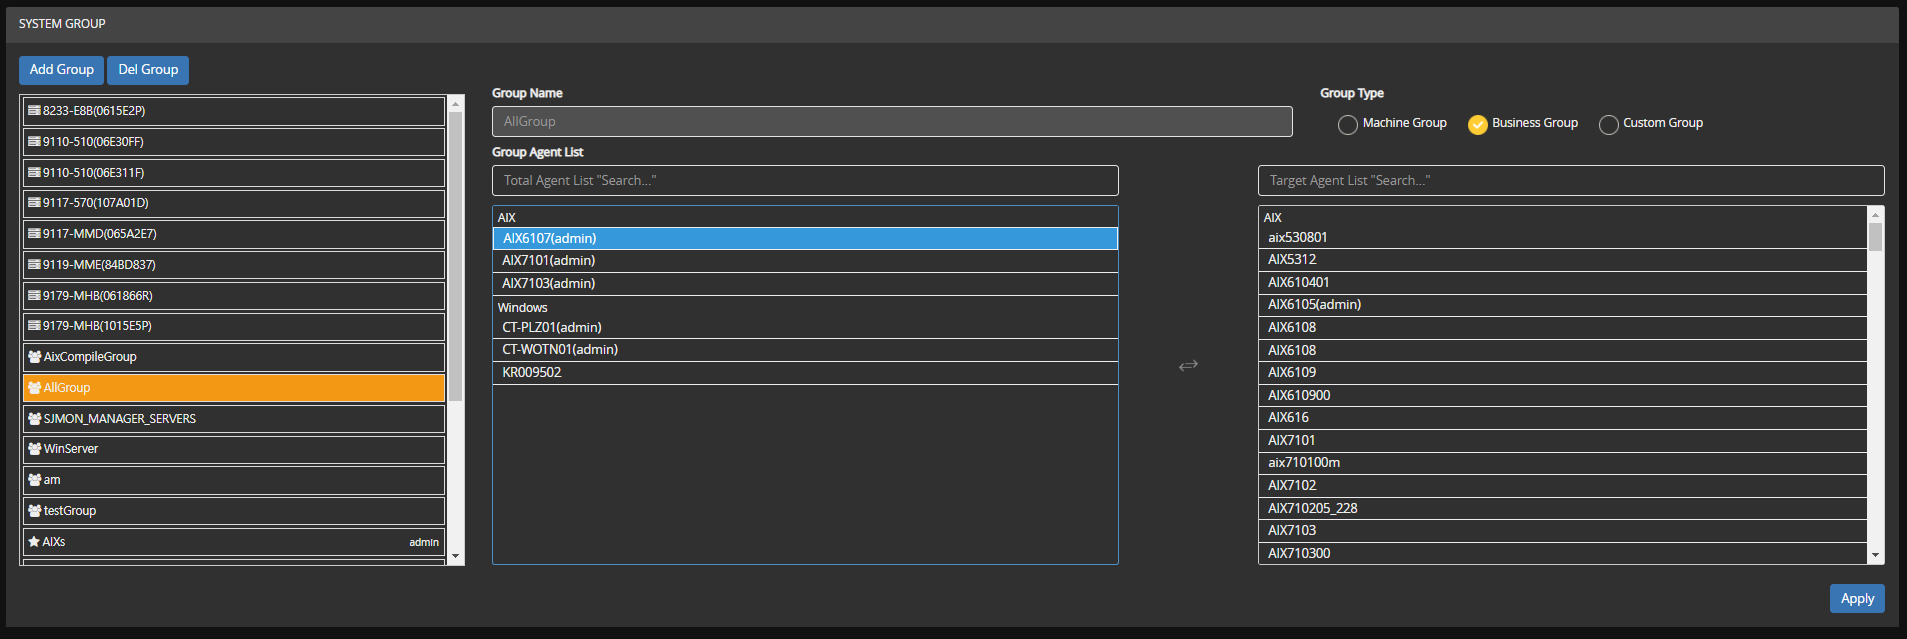 SYSTEM GROUP
Add Group
Del Group
8233-E8B(0615E2P)
9110-510(06E30FF)
9110-510(06E311F)
9117-570(107A01D)
9117-MMD(065A2E7)
9119-MME(84BD837)
9179-MHB(061866R)
9179-MHB(1015E5P)
AixCompileGroup
AllGroup
SJMON_MANAGER_SERVERS
WinServer
am
testGroup
AIXs admin
Group Name
AllGroup
Group Type
Machine Group
Business Group
Custom Group
Group Agent List
Total Agent List "Search..."
AIX
AIX6107(admin)
AIX7101(admin)
AIX7103(admin)
Windows
CT-PLZ01(admin)
CT-WOTN01(admin)
KR009502
Target Agent List "Search..."
AIX
aix530801
AIX5312
AIX610401
AIX6105(admin)
AIX6108
AIX6108
AIX6109
AIX610900
AIX616
AIX7101
aix710100m
AIX7102
AIX710205_228
AIX7103
AIX710300
Apply